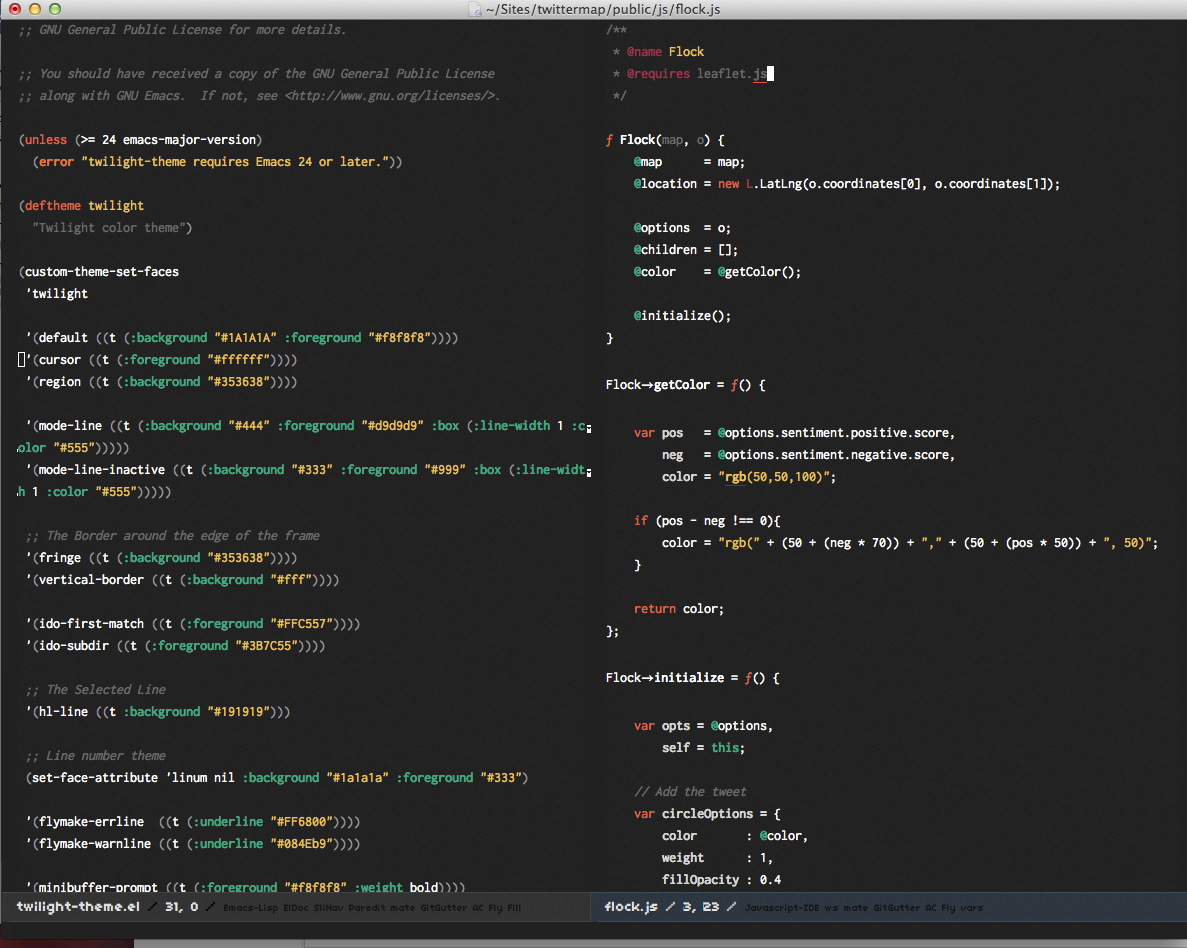 ~/Sites/twittermap/public/js/flock.js
;; GNU General Public License for more details.
;; You should have received a copy of the GNU General Public License
;; along with GNU Emacs.  If not, see <http://www.gnu.org/licenses/>.
(unless (>= 24 emacs-major-version)
  (error "twilight-theme requires Emacs 24 or later."))
(deftheme twilight
  "Twilight color theme")
(custom-theme-set-faces
 'twilight
 '(default ((t (:background "#1A1A1A" :foreground "#f8f8f8"))))
 '(cursor ((t (:foreground "#ffffff"))))
 '(region ((t (:background "#353638"))))
 '(mode-line ((t (:background "#444" :foreground "#d9d9d9" :box (:line-width 1 :c
olor "#555")))))
 '(mode-line-inactive ((t (:background "#333" :foreground "#999" :box (:line-widt
h 1 :color "#555")))))
 ;; The Border around the edge of the frame
 '(fringe ((t (:background "#353638"))))
 '(vertical-border ((t (:background "#fff"))))
 '(ido-first-match ((t (:foreground "#FFC557"))))
 '(ido-subdir ((t (:foreground "#3B7C55"))))
 ;; The Selected Line
 '(hl-line ((t :background "#191919")))
 ;; Line number theme
 (set-face-attribute 'linum nil :background "#1a1a1a" :foreground "#333")
 '(flymake-errline  ((t (:underline "#FF6800"))))
 '(flymake-warnline ((t (:underline "#084Eb9"))))
 '(minibuffer-prompt ((t (:foreground "#f8f8f8" :weight bold))))
twilight-theme.el / 31, 0 / Emacs-Lisp ElDoc SliNav Paredit mate GitGutter AC Fly Fill
/**
 * @name Flock
 * @requires leaflet.js
 */
ƒ Flock(map, o) {
    @map      = map;
    @location = new L.LatLng(o.coordinates[0], o.coordinates[1]);
    @options  = o;
    @children = [];
    @color    = @getColor();
    @initialize();
}
Flock→getColor = ƒ() {
    var pos   = @options.sentiment.positive.score,
        neg   = @options.sentiment.negative.score,
        color = "rgb(50,50,100)";
    if (pos - neg !== 0){
        color = "rgb(" + (50 + (neg * 70)) + "," + (50 + (pos * 50)) + ", 50)";
    }
    return color;
};
Flock→initialize = ƒ() {
    var opts = @options,
        self = this;
    // Add the tweet
    var circleOptions = {
        color       : @color,
        weight      : 1,
        fillOpacity : 0.4
flock.js / 3, 23 / Javascript-IDE ws mate GitGutter AC Fly vars